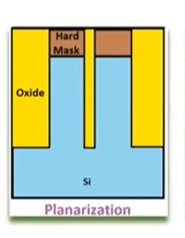 Hard
Mask
Oxide
Si
Planarization